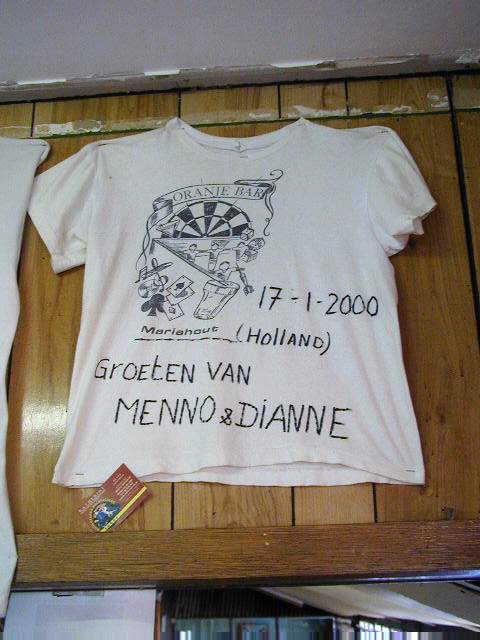 ORANJE BAR
17-1-2000
Mariahout (HOLLAND)
GROETEN VAN
MENNO & DIANNE